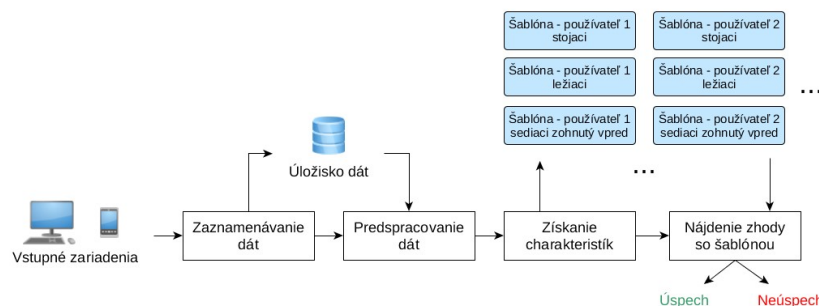 Šablóna - používateľ 1
stojaci
Šablóna - používateľ 2
stojaci
Šablóna - používateľ 1
ležiaci
Šablóna - používateľ 2
ležiaci
...
Šablóna - používateľ 1
sediaci zohnutý vpred
Šablóna - používateľ 2
sediaci zohnutý vpred
...
Úložisko dát
Vstupné zariadenia
Zaznamenávanie
dát
Predspracovanie
dát
Získanie
charakteristík
Nájdenie zhody
so šablónou
Úspech
Neúspech